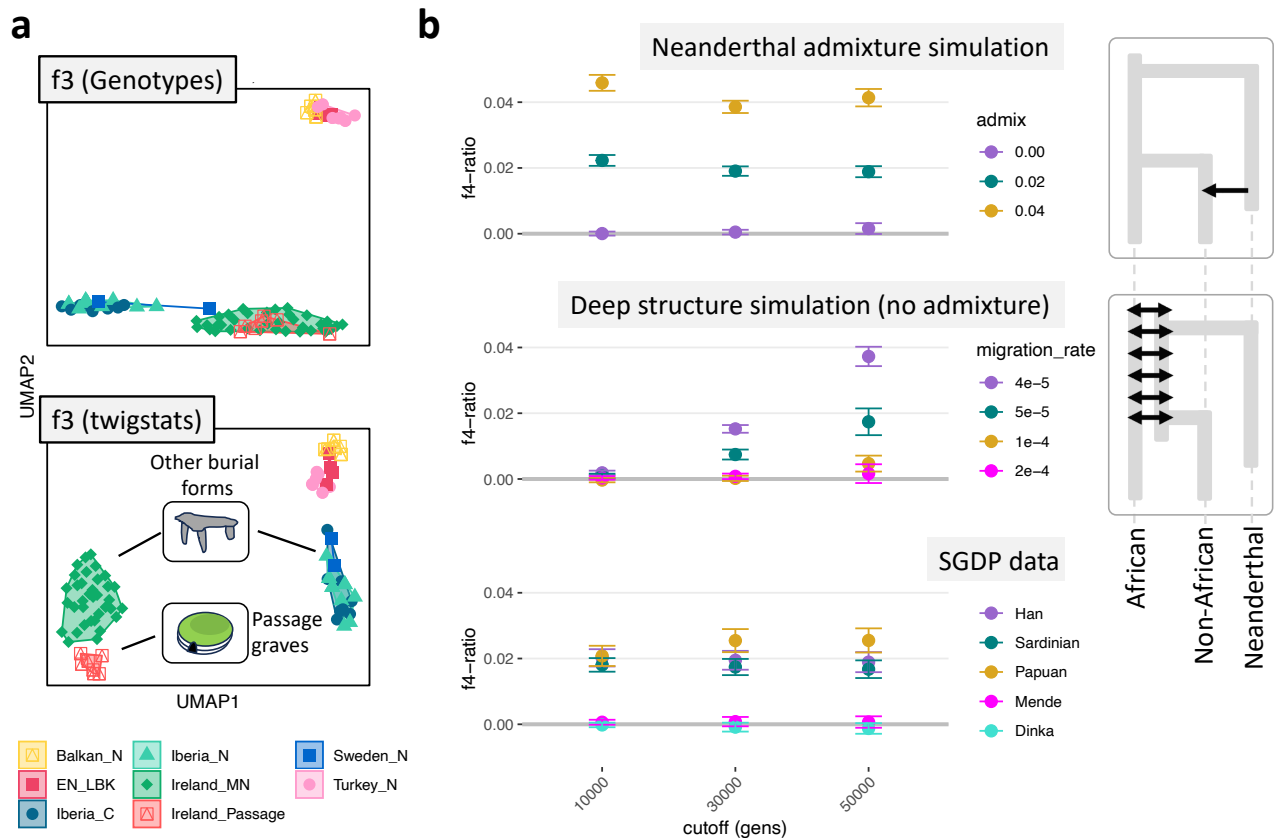 a
f3 (Genotypes)
UMAP2
f3 (twigstats)
Other burial
forms
Passage
graves
UMAP1
Balkan_N
Iberia_N
Sweden_N
EN_LBK
Ireland_MN
Turkey_N
Iberia_C
Ireland_Passage
b
Neanderthal admixture simulation
f4−ratio
0.04
0.02
0.00
admix
0.00
0.02
0.04
Deep structure simulation (no admixture)
f4−ratio
0.04
0.02
0.00
migration_rate
4e-5
5e-5
1e-4
2e-4
SGDP data
f4−ratio
0.04
0.02
0.00
Han
Sardinian
Papuan
Mende
Dinka
10000
30000
50000
cutoff (gens)
African
Non-African
Neanderthal